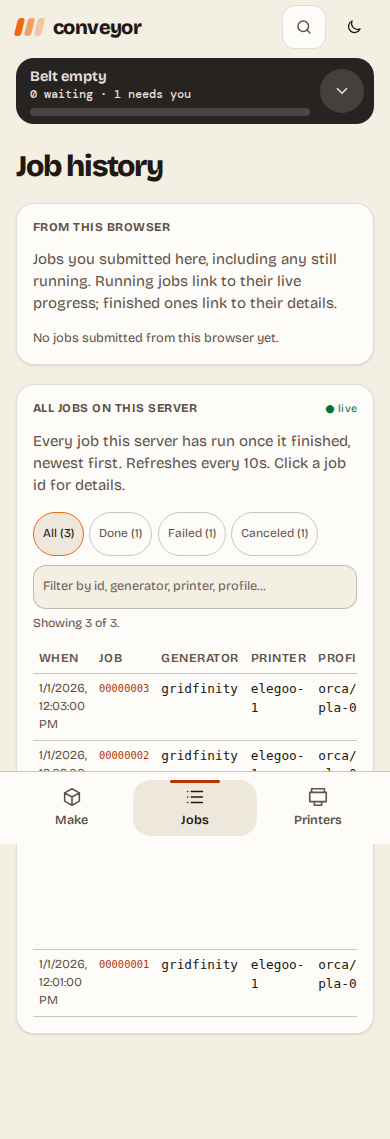 conveyor
Belt empty
0 waiting · 1 needs you
Job history
FROM THIS BROWSER
Jobs you submitted here, including any still
running. Running jobs link to their live
progress; finished ones link to their details.
No jobs submitted from this browser yet.
ALL JOBS ON THIS SERVER
live
Every job this server has run once it finished,
newest first. Refreshes every 10s. Click a job
id for details.
All (3) Done (1) Failed (1) Canceled (1)
Filter by id, generator, printer, profile...
Showing 3 of 3.
WHEN JOB GENERATOR PRINTER PROFI
1/1/2026, 00000003 gridfinity elegoo- orca/
12:03:00 1 pla-0
PM
1/1/2026, 00000002 gridfinity elegoo- orca/
Make Jobs Printers
1/1/2026, 00000001 gridfinity elegoo- orca/
12:01:00 1 pla-0
PM